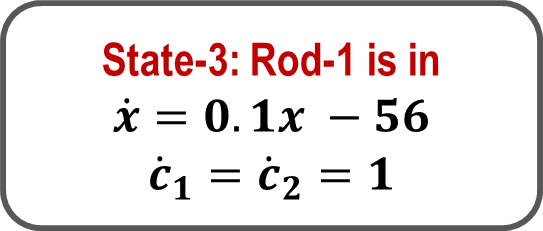 State-3: Rod-1 is in
ẋ = 0.1x − 56
ċ₁ = ċ₂ = 1